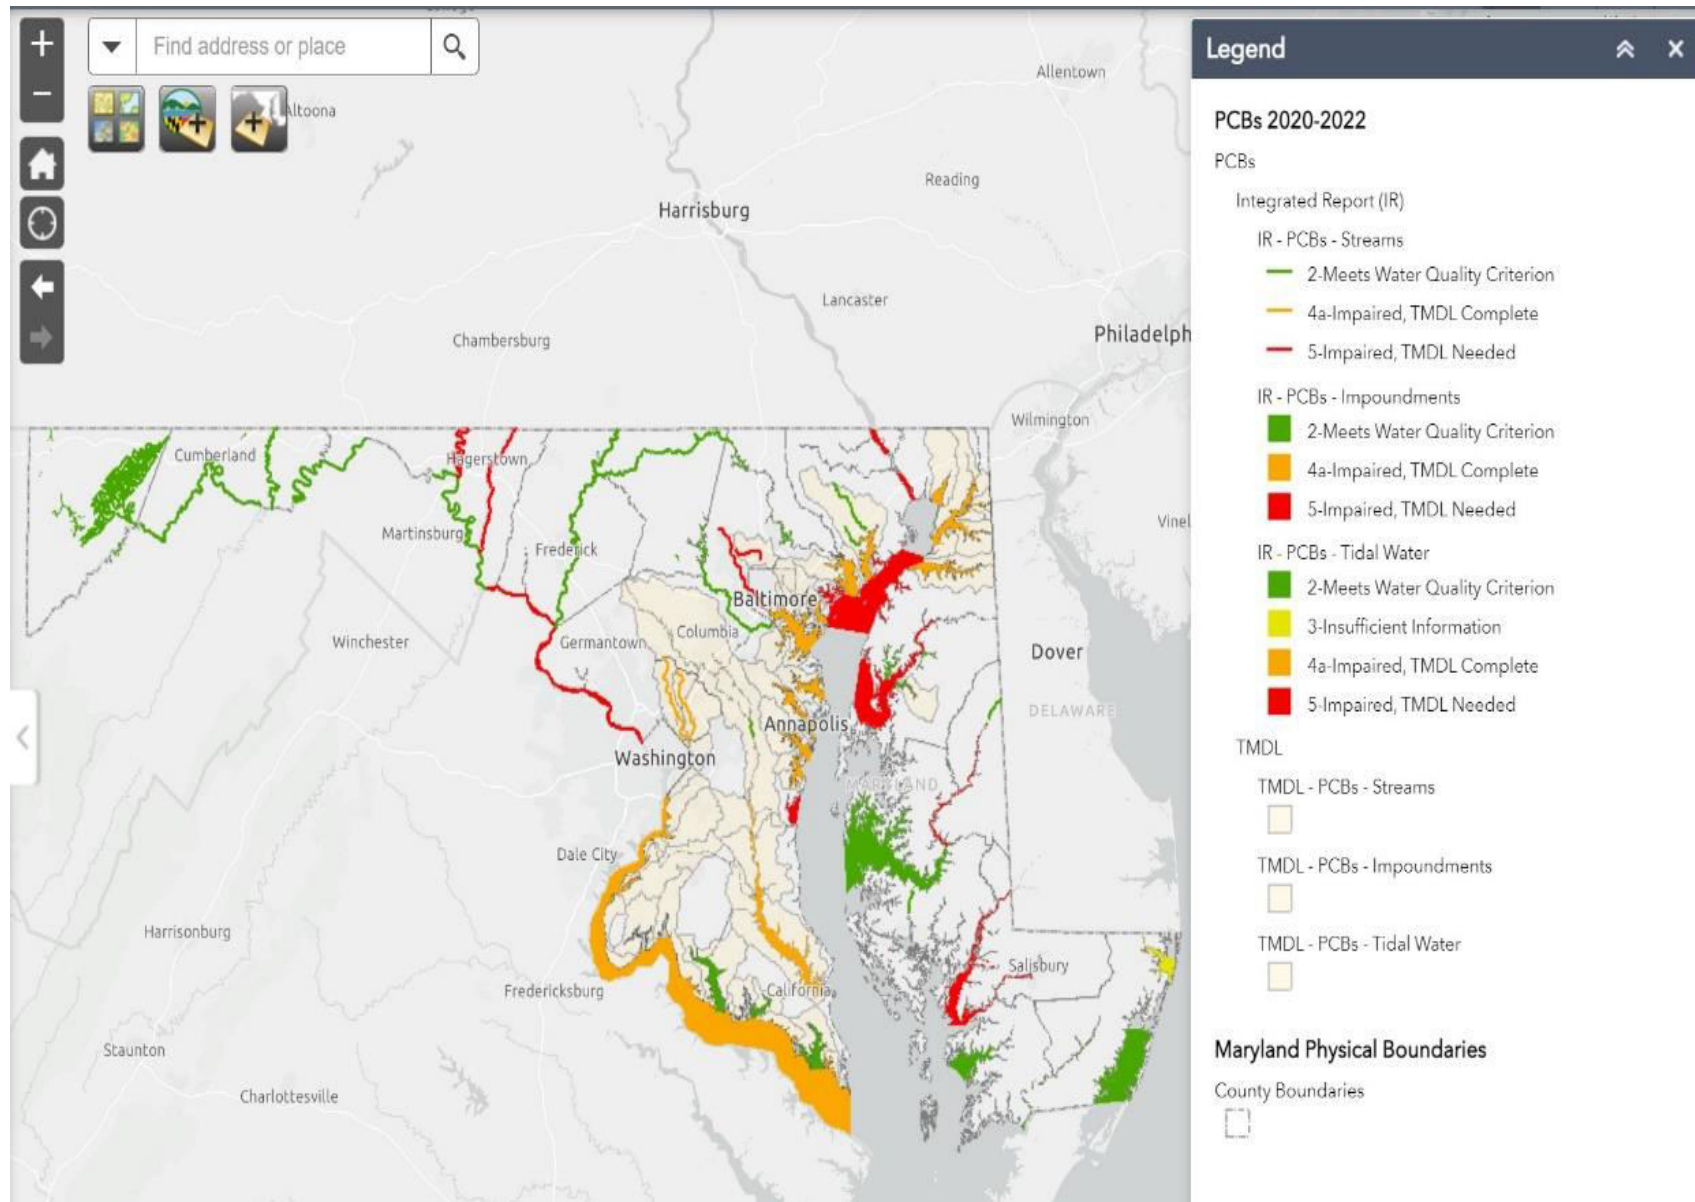 Find address or place
Altoona
Allentown
Reading
Harrisburg
Lancaster
Philadelph
Chambersburg
Wilmington
Cumberland
Hagerstown
Martinsburg
Frederick
Vinel
Baltimore
Winchester
Germantown
Columbia
Dover
DELAWARE
Annapolis
Washington
MARYLAND
Dale City
Harrisonburg
Salisbury
Fredericksburg
California
Staunton
Charlottesville
Legend
PCBs 2020-2022
PCBs
Integrated Report (IR)
IR - PCBs - Streams
2-Meets Water Quality Criterion
4a-Impaired, TMDL Complete
5-Impaired, TMDL Needed
IR - PCBs - Impoundments
2-Meets Water Quality Criterion
4a-Impaired, TMDL Complete
5-Impaired, TMDL Needed
IR - PCBs - Tidal Water
2-Meets Water Quality Criterion
3-Insufficient Information
4a-Impaired, TMDL Complete
5-Impaired, TMDL Needed
TMDL
TMDL - PCBs - Streams
TMDL - PCBs - Impoundments
TMDL - PCBs - Tidal Water
Maryland Physical Boundaries
County Boundaries